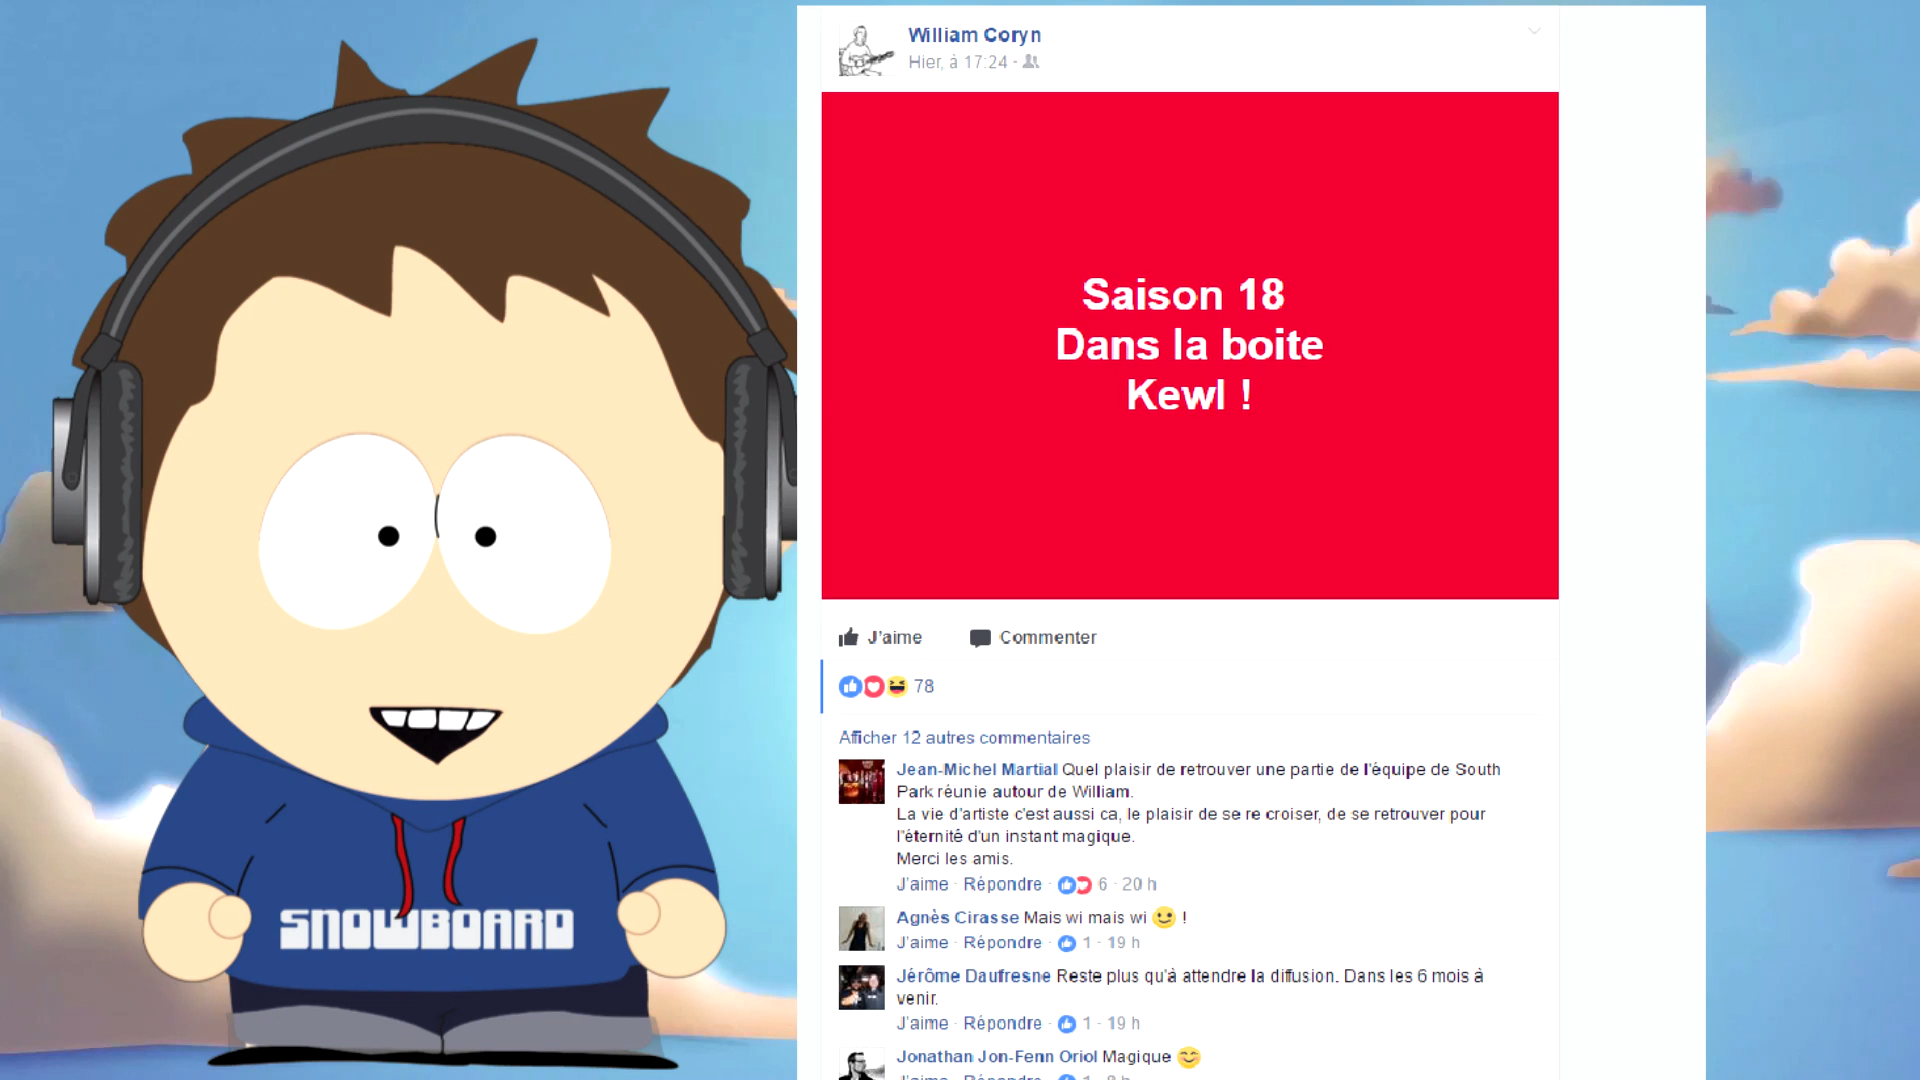 William Coryn
Hier, à 17:24 ·
Saison 18
Dans la boite
Kewl !
J'aime Commenter
78
Afficher 12 autres commentaires
Jean-Michel Martial Quel plaisir de retrouver une partie de l'équipe de South
Park réunie autour de William.
La vie d'artiste c'est aussi ca, le plaisir de se re croiser, de se retrouver pour
l'éternité d'un instant magique.
Merci les amis.
J'aime · Répondre · 6 · 20 h
Agnès Cirasse Mais wi mais wi 😉 !
J'aime · Répondre · 1 · 19 h
Jérôme Daufresne Reste plus qu'à attendre la diffusion. Dans les 6 mois à
venir.
J'aime · Répondre · 1 · 19 h
Jonathan Jon-Fenn Oriol Magique 😊
J'aime · Répondre · 1 ·
SNOWBOARD